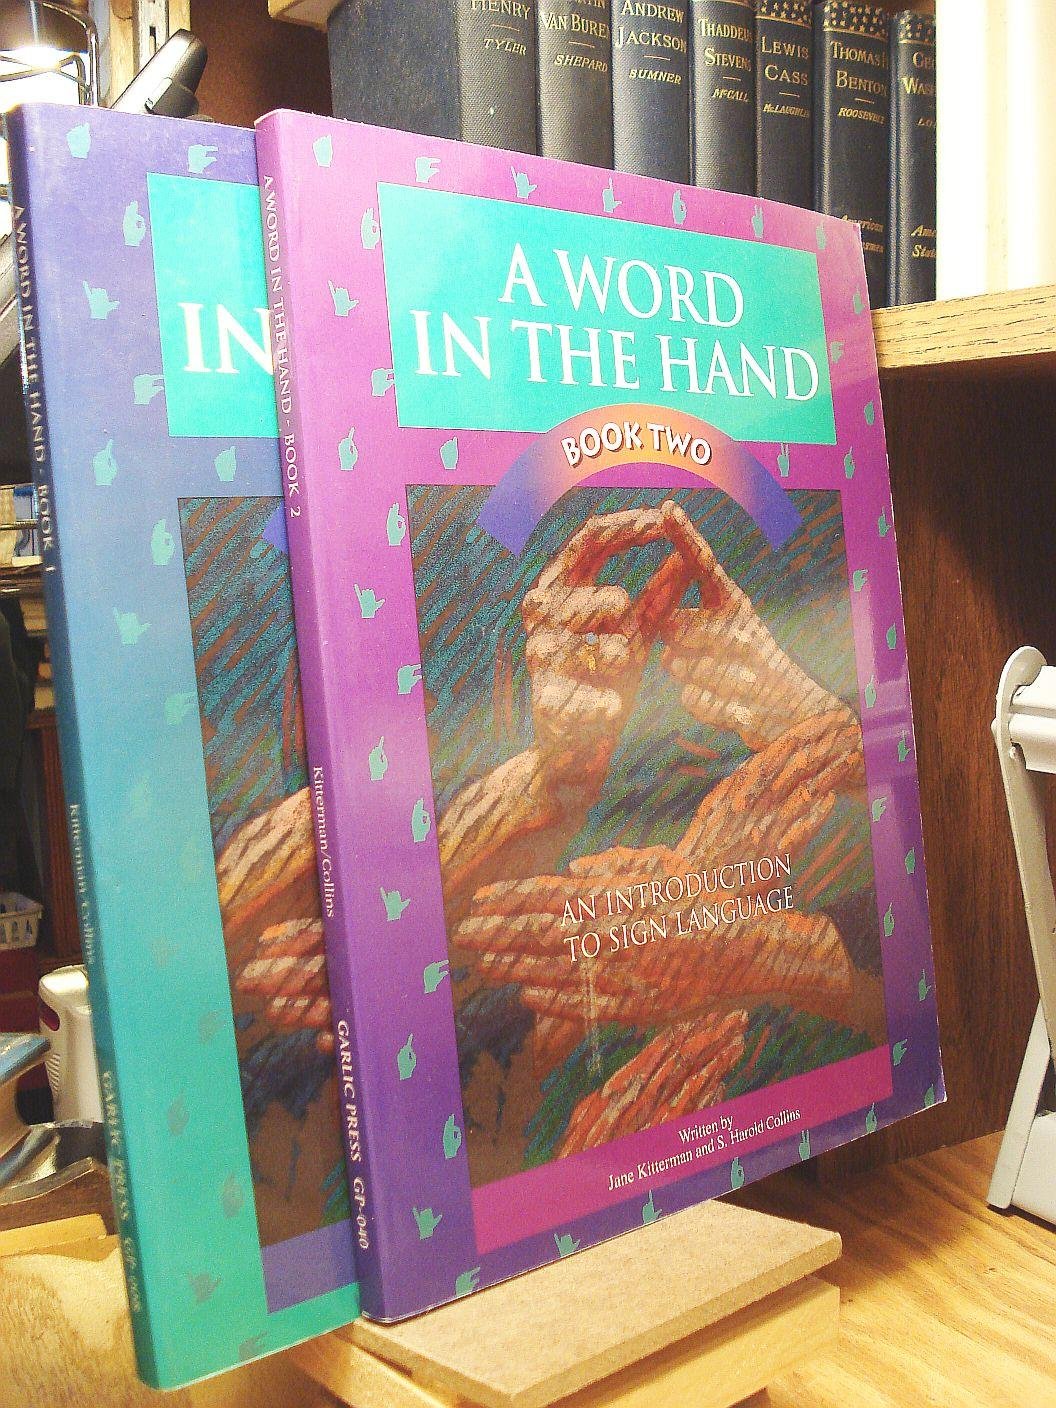 HENRY
TYLER
VAN BURE
SHEPARD
ANDREW
JACKSON
SUMNER
THADDEUS
STEVENS
McCALL
LEWIS
CASS
McLAUGHLIN
THOMAS H
BENTON
ROOSEVELT
A WORD IN THE HAND - BOOK 1
Kitterman/Collins
GARLIC PRESS
IN
A WORD IN THE HAND - BOOK 2
Kitterman/Collins
GARLIC PRESS GP-040
A WORD
IN THE HAND
BOOK TWO
AN INTRODUCTION
TO SIGN LANGUAGE
Written by
Jane Kitterman and S. Harold Collins